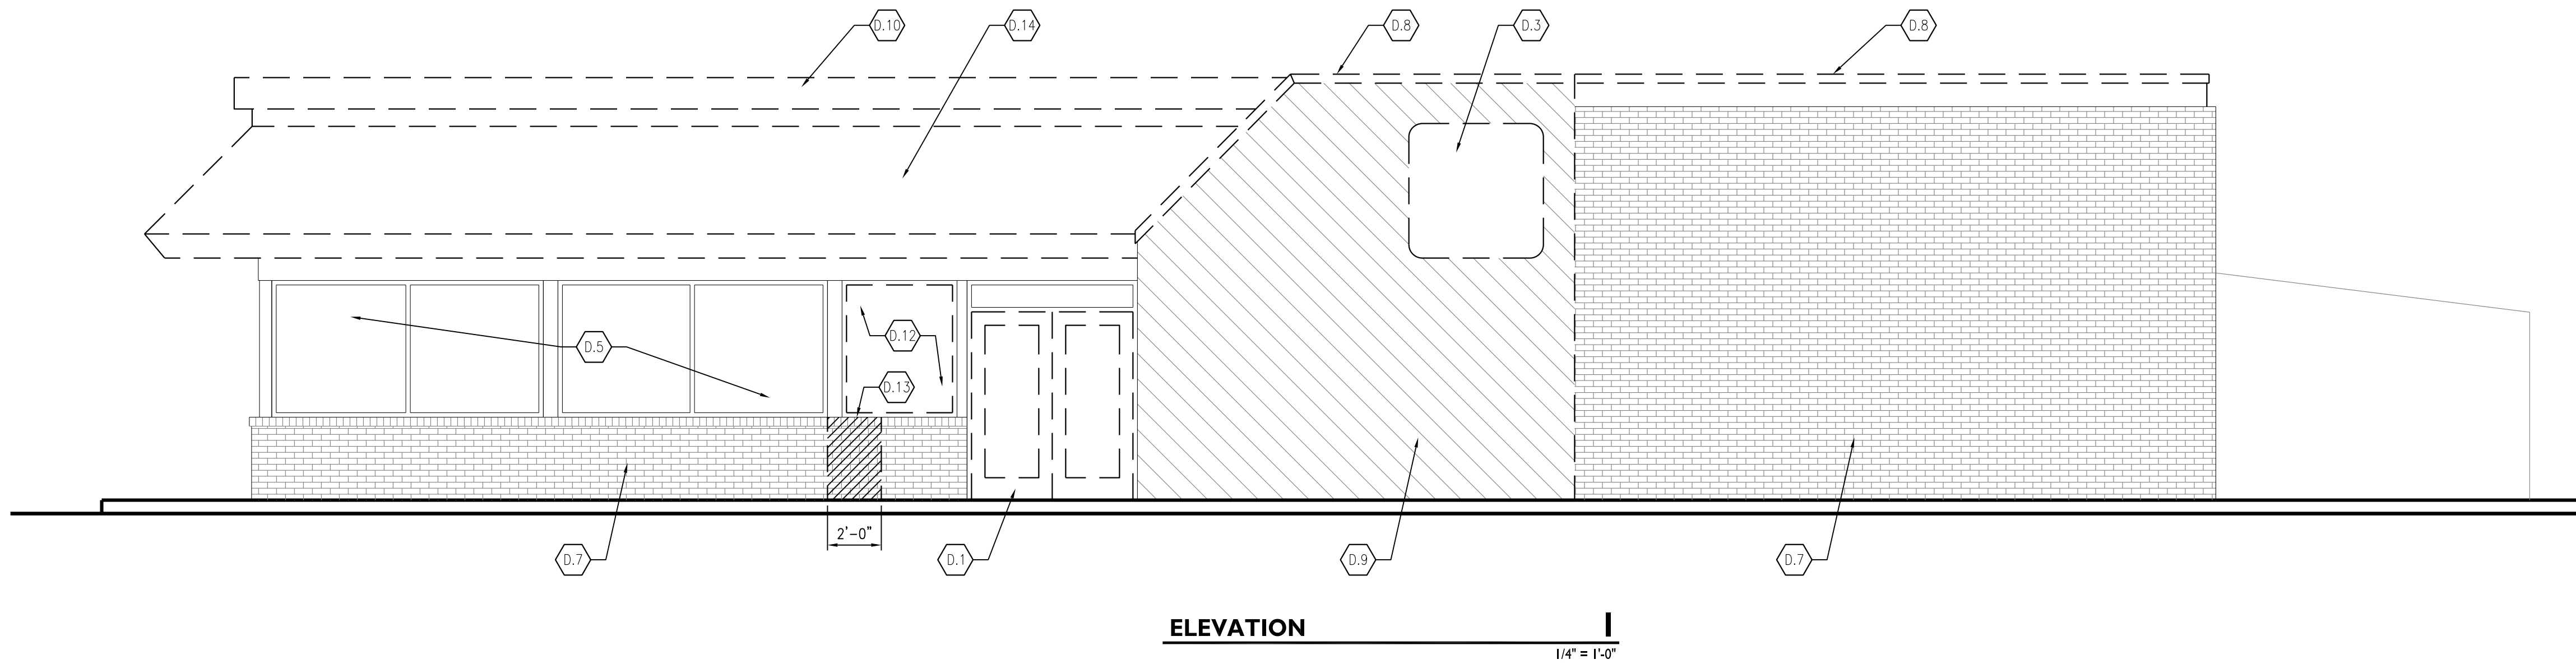 D.10
D.14
D.8
D.3
D.8
D.12
D.5
D.13
2'-0"
D.7
D.1
D.9
D.7
ELEVATION 1
1/4" = 1'-0"